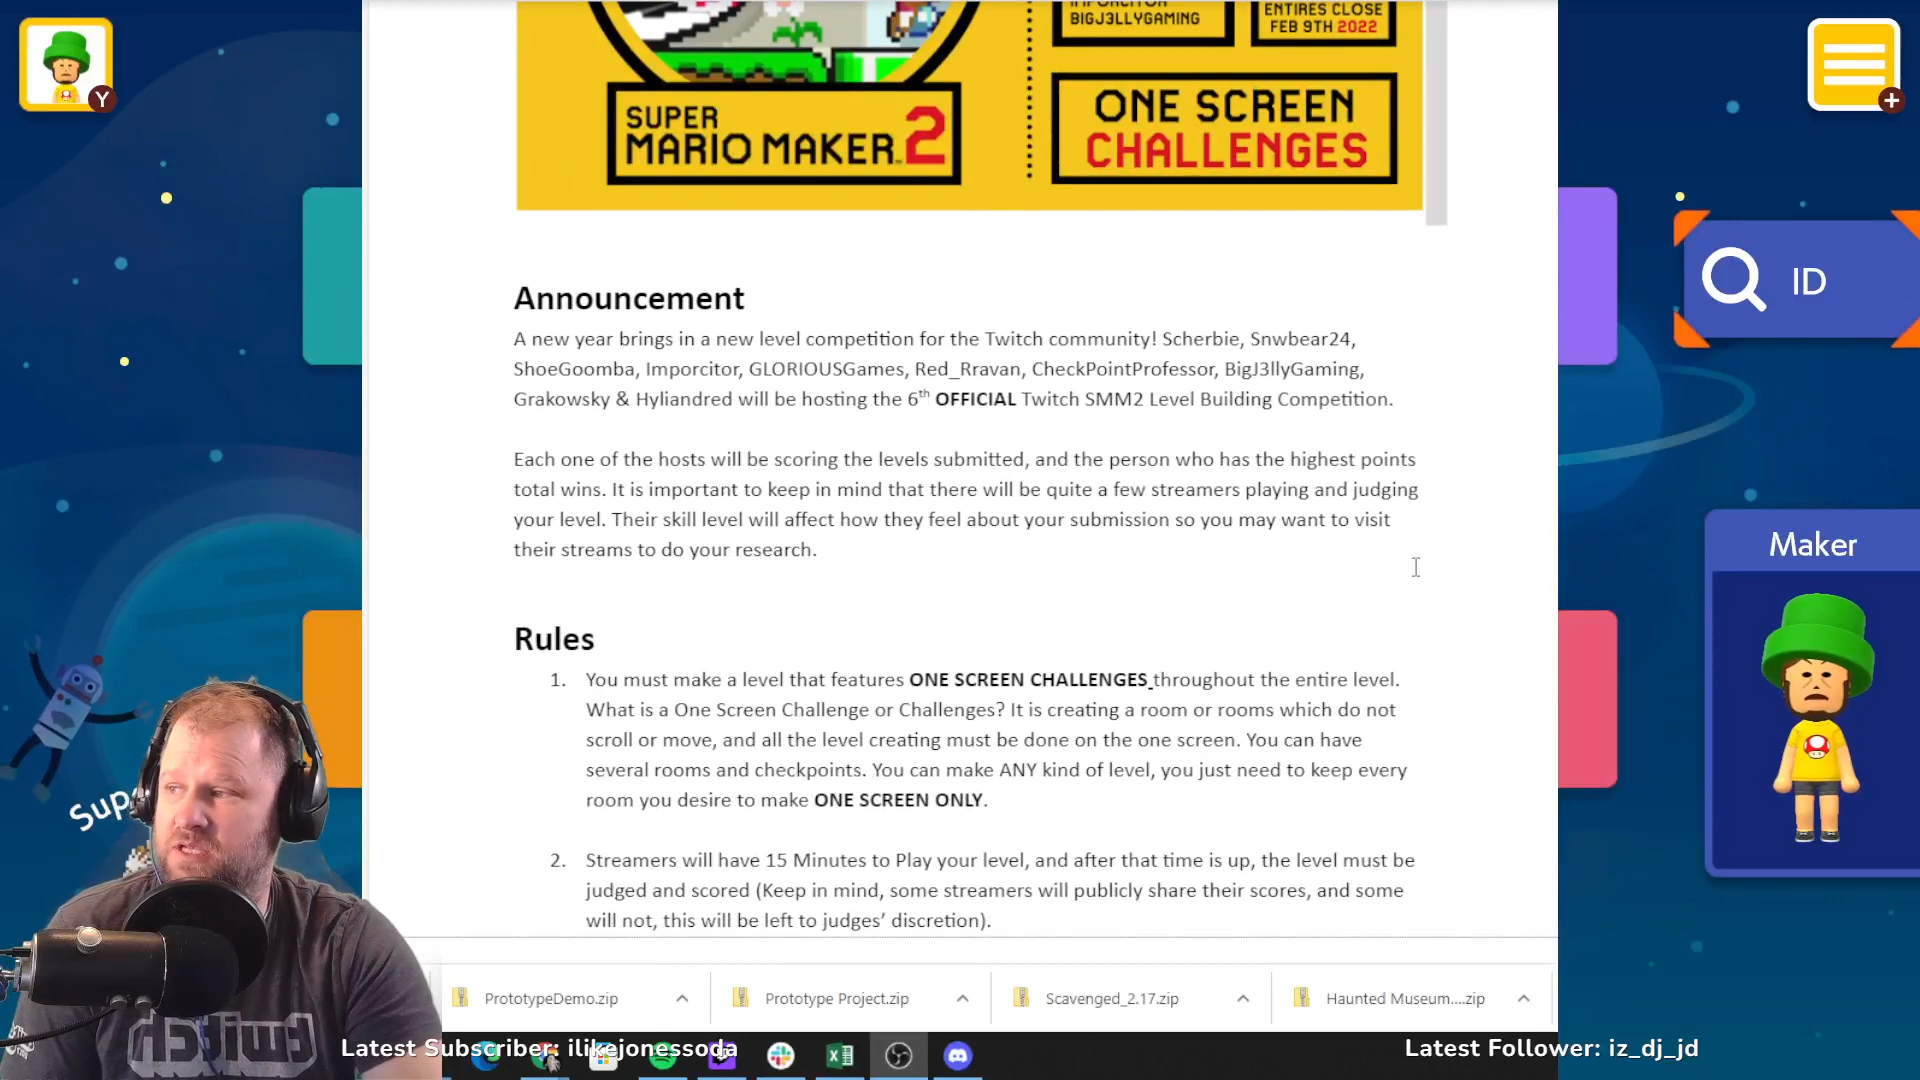 BIGJ3LLYGAMING
ENTIRES CLOSE
FEB 9TH 2022
SUPER
MARIO MAKER 2
ONE SCREEN
CHALLENGES
Y
+
ID
Announcement
A new year brings in a new level competition for the Twitch community! Scherbie, Snwbear24,
ShoeGoomba, Imporcitor, GLORIOUSGames, Red_Rravan, CheckPointProfessor, BigJ3llyGaming,
Grakowsky & Hyliandred will be hosting the 6th OFFICIAL Twitch SMM2 Level Building Competition.
Each one of the hosts will be scoring the levels submitted, and the person who has the highest points
total wins. It is important to keep in mind that there will be quite a few streamers playing and judging
your level. Their skill level will affect how they feel about your submission so you may want to visit
their streams to do your research.
Maker
Rules
1. You must make a level that features ONE SCREEN CHALLENGES throughout the entire level.
What is a One Screen Challenge or Challenges? It is creating a room or rooms which do not
scroll or move, and all the level creating must be done on the one screen. You can have
several rooms and checkpoints. You can make ANY kind of level, you just need to keep every
room you desire to make ONE SCREEN ONLY.
2. Streamers will have 15 Minutes to Play your level, and after that time is up, the level must be
judged and scored (Keep in mind, some streamers will publicly share their scores, and some
will not, this will be left to judges' discretion).
PrototypeDemo.zip
Prototype Project.zip
Scavenged_2.17.zip
Haunted Museum....zip
Latest Subscriber: ilikejonessoda
Latest Follower: iz_dj_jd